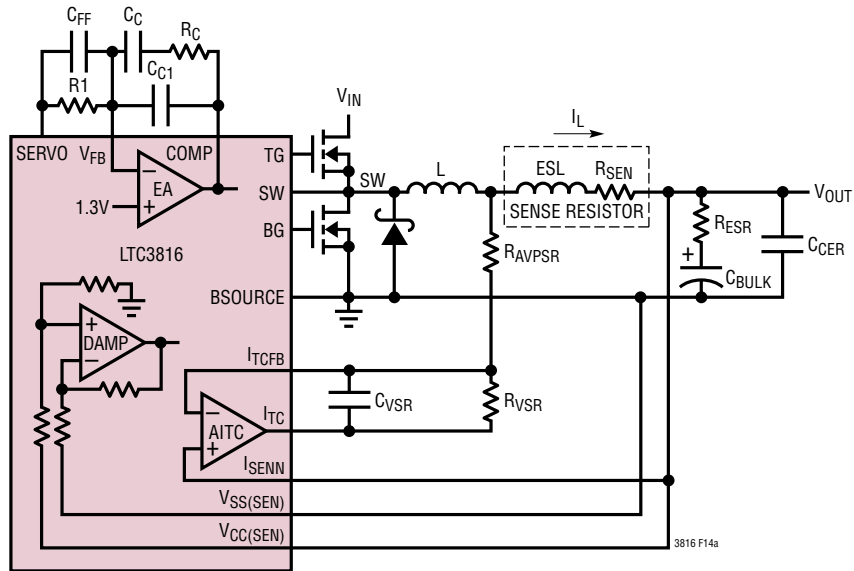 CFF
CC
RC
R1
CC1
VIN
IL
SERVO
VFB
COMP
TG
EA
1.3V
SW
SW
L
ESL
RSEN
SENSE RESISTOR
VOUT
BG
LTC3816
RAVPSR
RESR
CBULK
CCER
BSOURCE
DAMP
ITCFB
CVSR
RVSR
ITC
AITC
ISENN
VSS(SEN)
VCC(SEN)
3816 F14a